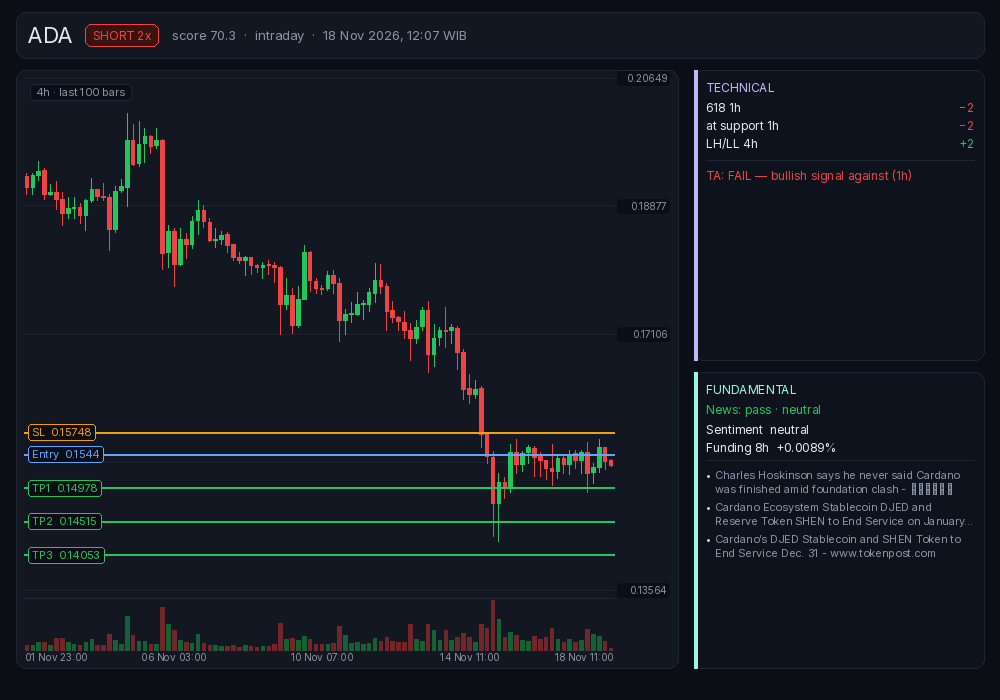 ADA SHORT 2x score 70.3 · intraday · 18 Nov 2026, 12:07 WIB
4h · last 100 bars
0.20649
0.18877
0.17106
0.13564
SL 0.15748
Entry 0.1544
TP1 0.14978
TP2 0.14515
TP3 0.14053
01 Nov 23:00
06 Nov 03:00
10 Nov 07:00
14 Nov 11:00
18 Nov 11:00
TECHNICAL
618 1h −2
at support 1h −2
LH/LL 4h +2
TA: FAIL — bullish signal against (1h)
FUNDAMENTAL
News: pass · neutral
Sentiment neutral
Funding 8h +0.0089%
• Charles Hoskinson says he never said Cardano
was finished amid foundation clash -
• Cardano Ecosystem Stablecoin DJED and
Reserve Token SHEN to End Service on January...
• Cardano's DJED Stablecoin and SHEN Token to
End Service Dec. 31 - www.tokenpost.com